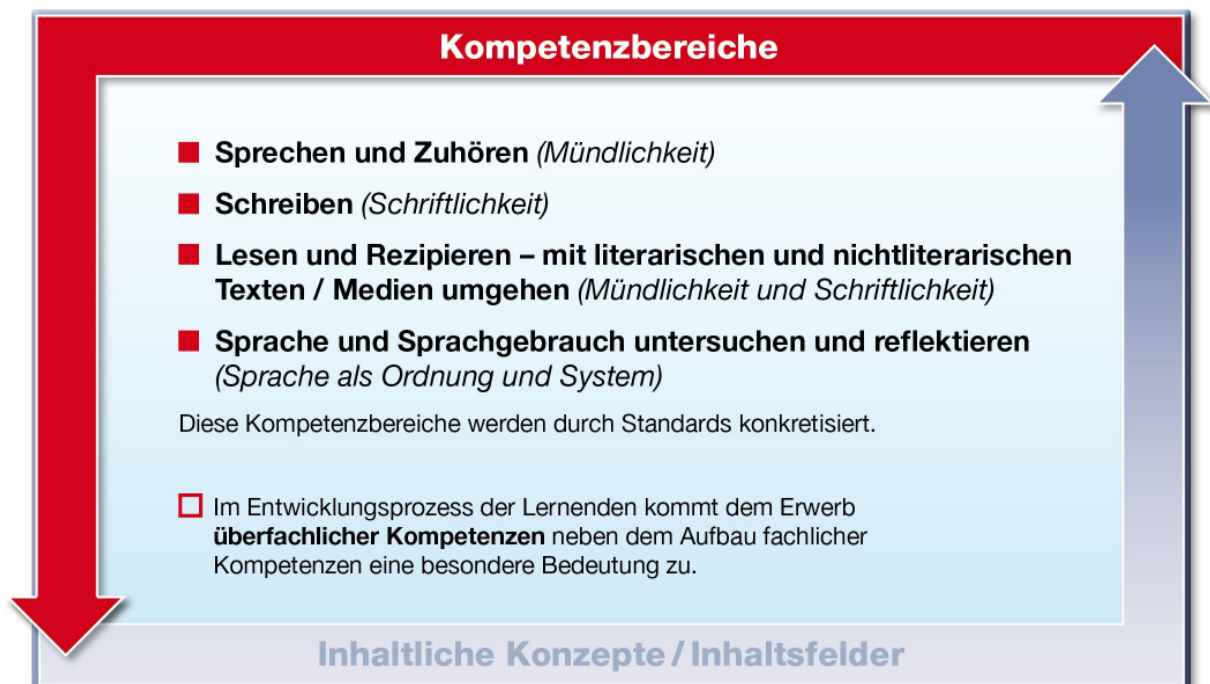 Kompetenzbereiche
Sprechen und Zuhören (Mündlichkeit)
Schreiben (Schriftlichkeit)
Lesen und Rezipieren – mit literarischen und nichtliterarischen
Texten / Medien umgehen (Mündlichkeit und Schriftlichkeit)
Sprache und Sprachgebrauch untersuchen und reflektieren
(Sprache als Ordnung und System)
Diese Kompetenzbereiche werden durch Standards konkretisiert.
Im Entwicklungsprozess der Lernenden kommt dem Erwerb
überfachlicher Kompetenzen neben dem Aufbau fachlicher
Kompetenzen eine besondere Bedeutung zu.
Inhaltliche Konzepte / Inhaltsfelder